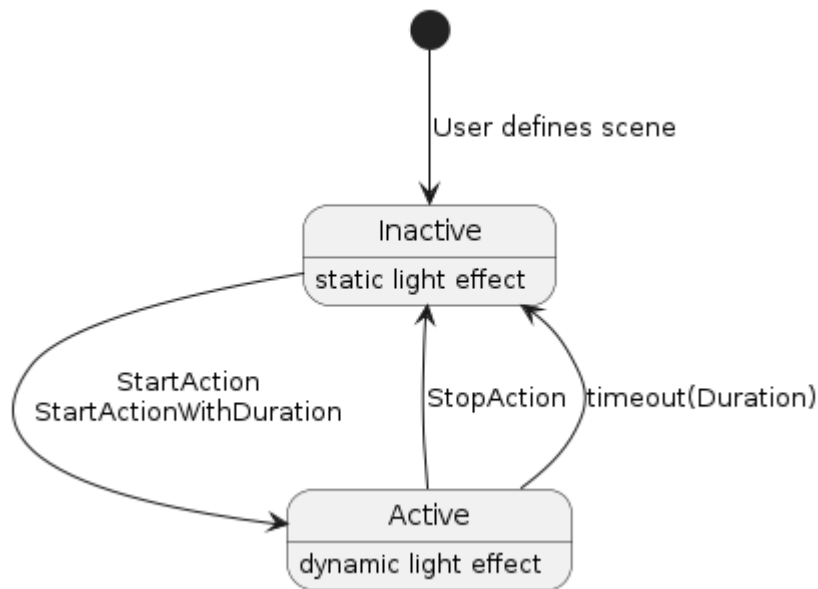 User defines scene
Inactive
static light effect
StartAction
StartActionWithDuration
StopAction
timeout(Duration)
Active
dynamic light effect